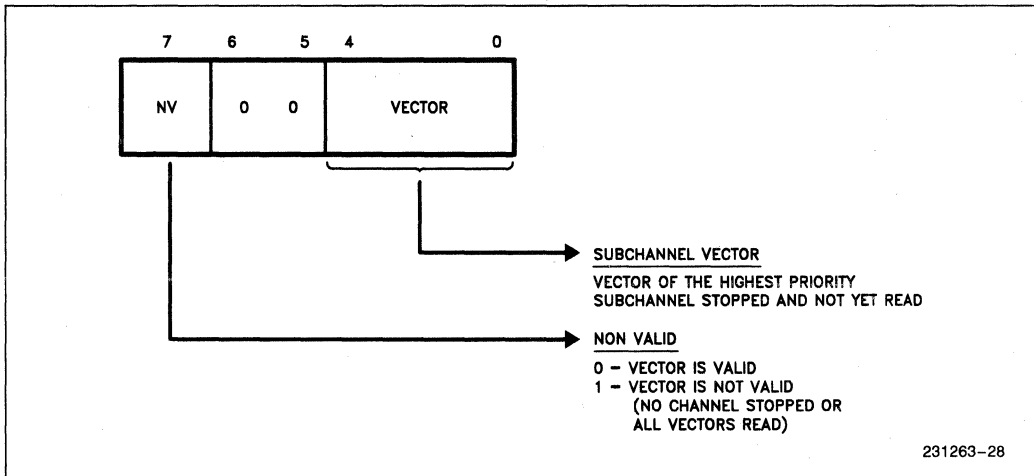 7 6 5 4 0
NV 0 0 VECTOR
SUBCHANNEL VECTOR
VECTOR OF THE HIGHEST PRIORITY
SUBCHANNEL STOPPED AND NOT YET READ
NON VALID
0 – VECTOR IS VALID
1 – VECTOR IS NOT VALID
(NO CHANNEL STOPPED OR
ALL VECTORS READ)
231263–28